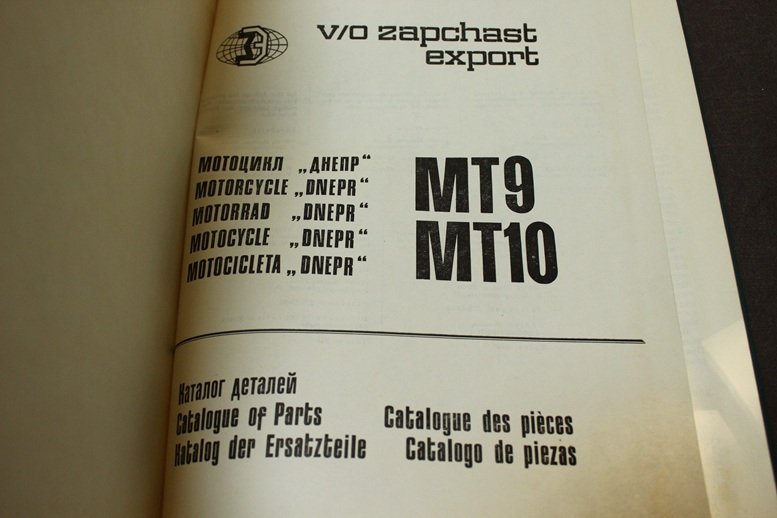 v/o zapchast
export
МОТОЦИКЛ „ДНЕПР“
MOTORCYCLE „DNEPR“
MOTORRAD „DNEPR“
MOTOCYCLE „DNEPR“
MOTOCICLETA „DNEPR“
MT9
MT10
Каталог деталей
Catalogue of Parts
Katalog der Ersatzteile
Catalogue des pièces
Catalogo de piezas